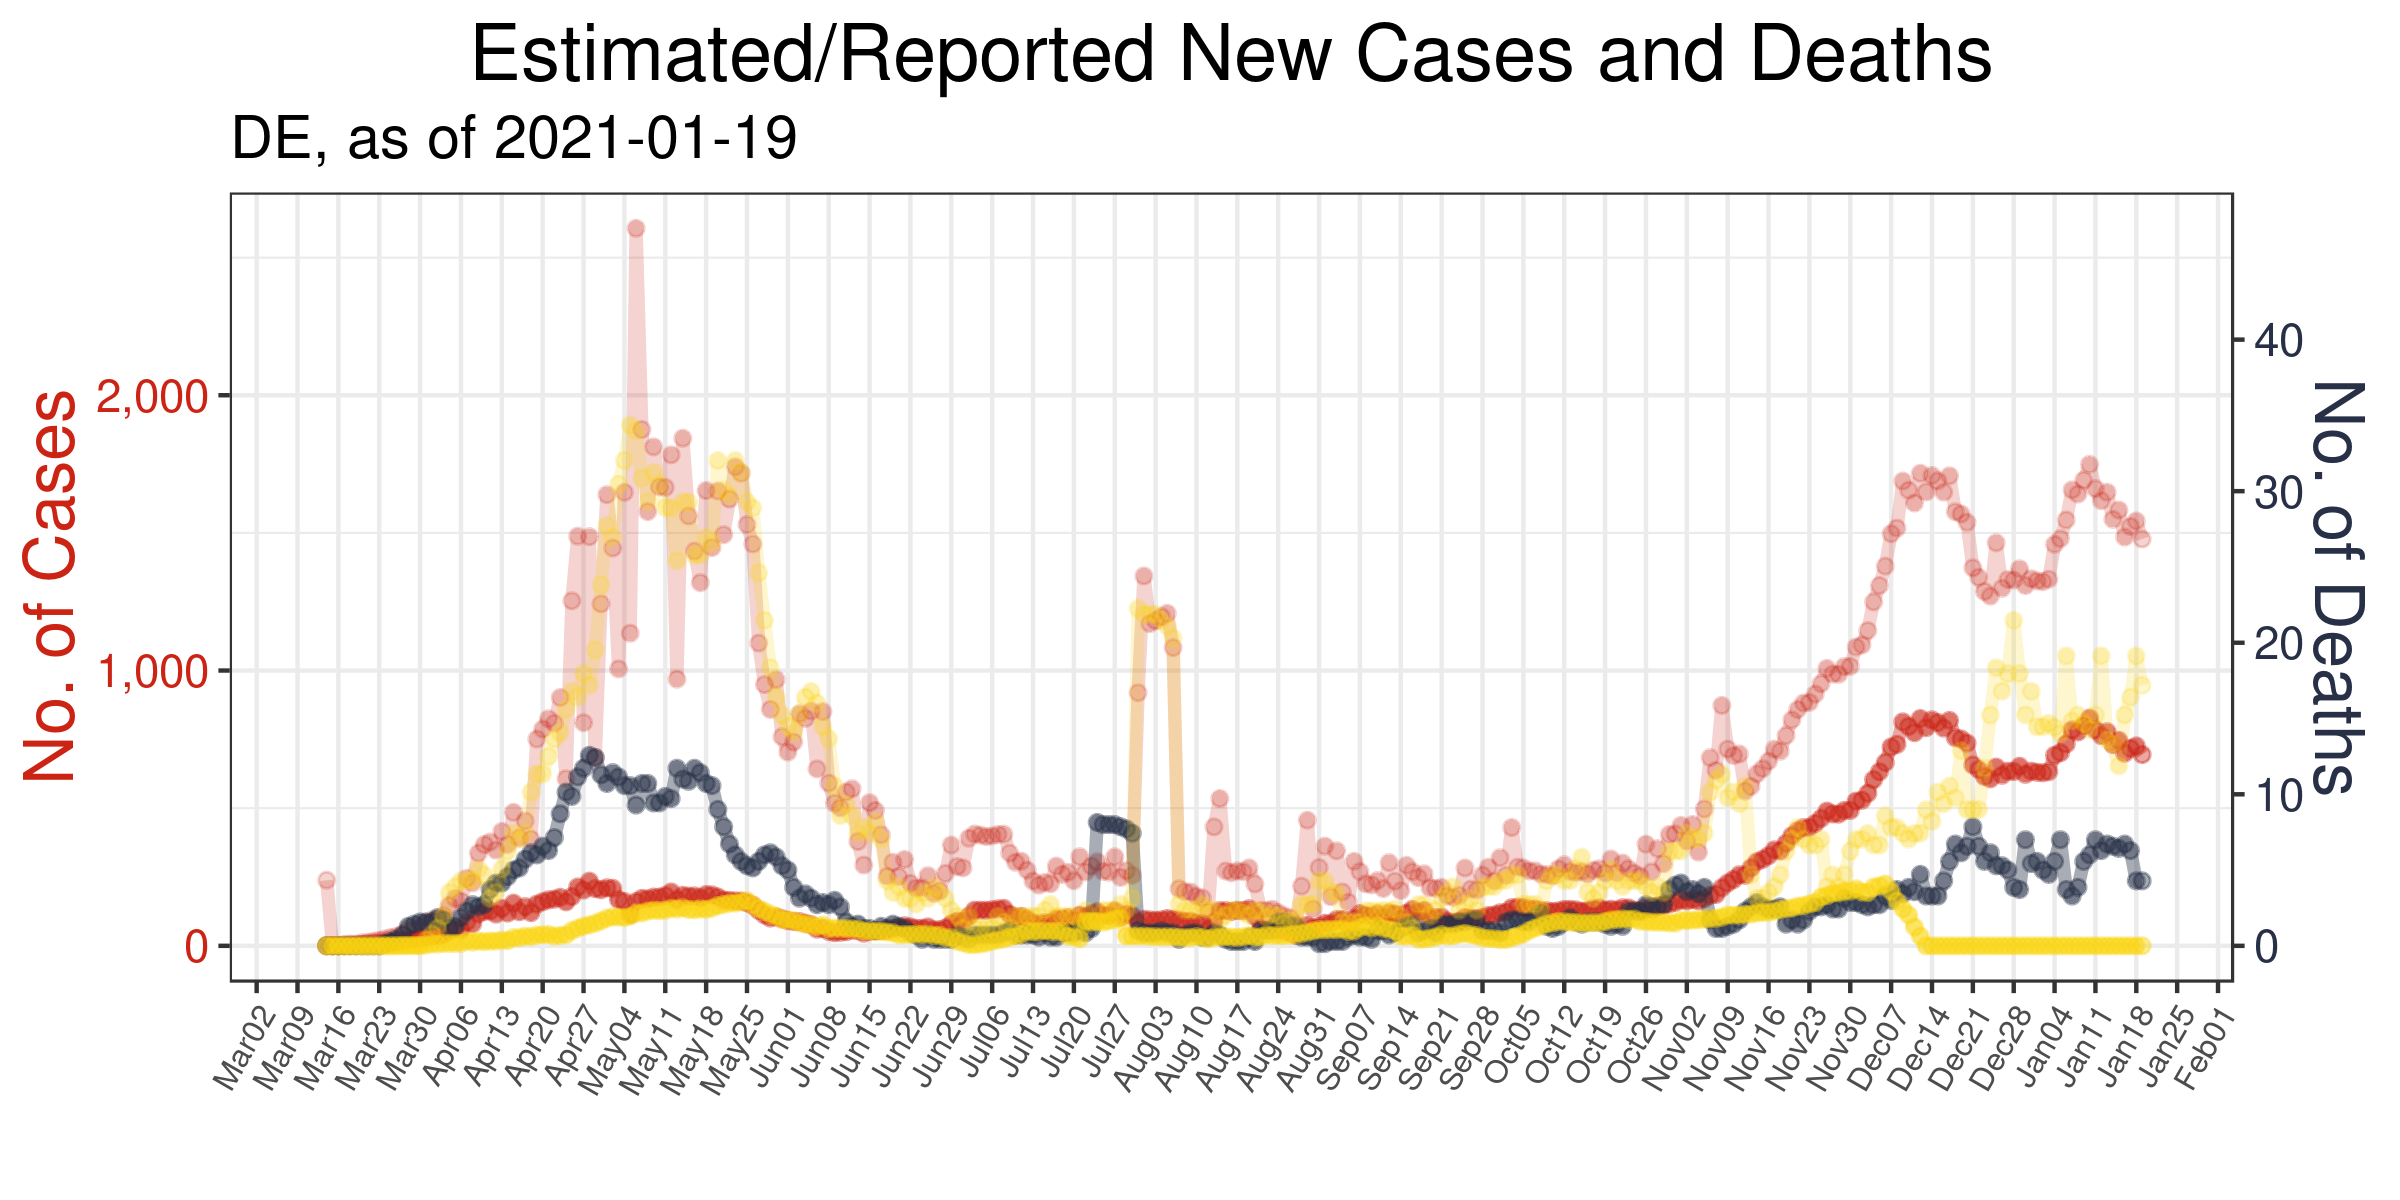 Estimated/Reported New Cases and Deaths
DE, as of 2021-01-19
No. of Cases
2,000
1,000
0
No. of Deaths
40
30
20
10
0
Mar02
Mar09
Mar16
Mar23
Mar30
Apr06
Apr13
Apr20
Apr27
May04
May11
May18
May25
Jun01
Jun08
Jun15
Jun22
Jun29
Jul06
Jul13
Jul20
Jul27
Aug03
Aug10
Aug17
Aug24
Aug31
Sep07
Sep14
Sep21
Sep28
Oct05
Oct12
Oct19
Oct26
Nov02
Nov09
Nov16
Nov23
Nov30
Dec07
Dec14
Dec21
Dec28
Jan04
Jan11
Jan18
Jan25
Feb01